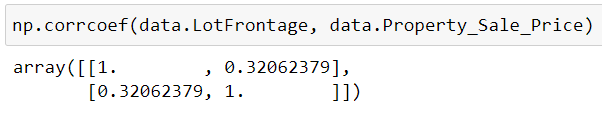 np.corrcoef(data.LotFrontage, data.Property_Sale_Price)
array([[1.        , 0.32062379],
       [0.32062379, 1.        ]])